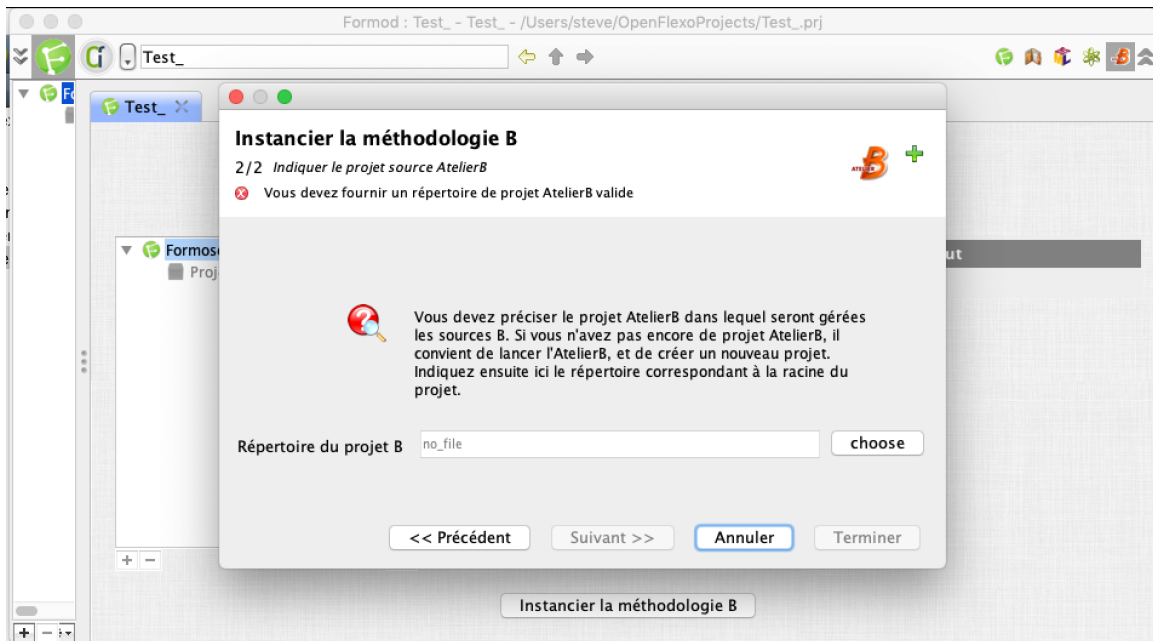 Formod : Test_ - Test_ - /Users/steve/OpenFlexoProjects/Test_.prj
Test_
Test_
Instancier la méthodologie B
2/2 Indiquer le projet source AtelierB
Vous devez fournir un répertoire de projet AtelierB valide
ATELIER B
Vous devez préciser le projet AtelierB dans lequel seront gérées
les sources B. Si vous n'avez pas encore de projet AtelierB, il
convient de lancer l'AtelierB, et de créer un nouveau projet.
Indiquez ensuite ici le répertoire correspondant à la racine du
projet.
Répertoire du projet B
no_file
choose
<< Précédent
Suivant >>
Annuler
Terminer
Instancier la méthodologie B